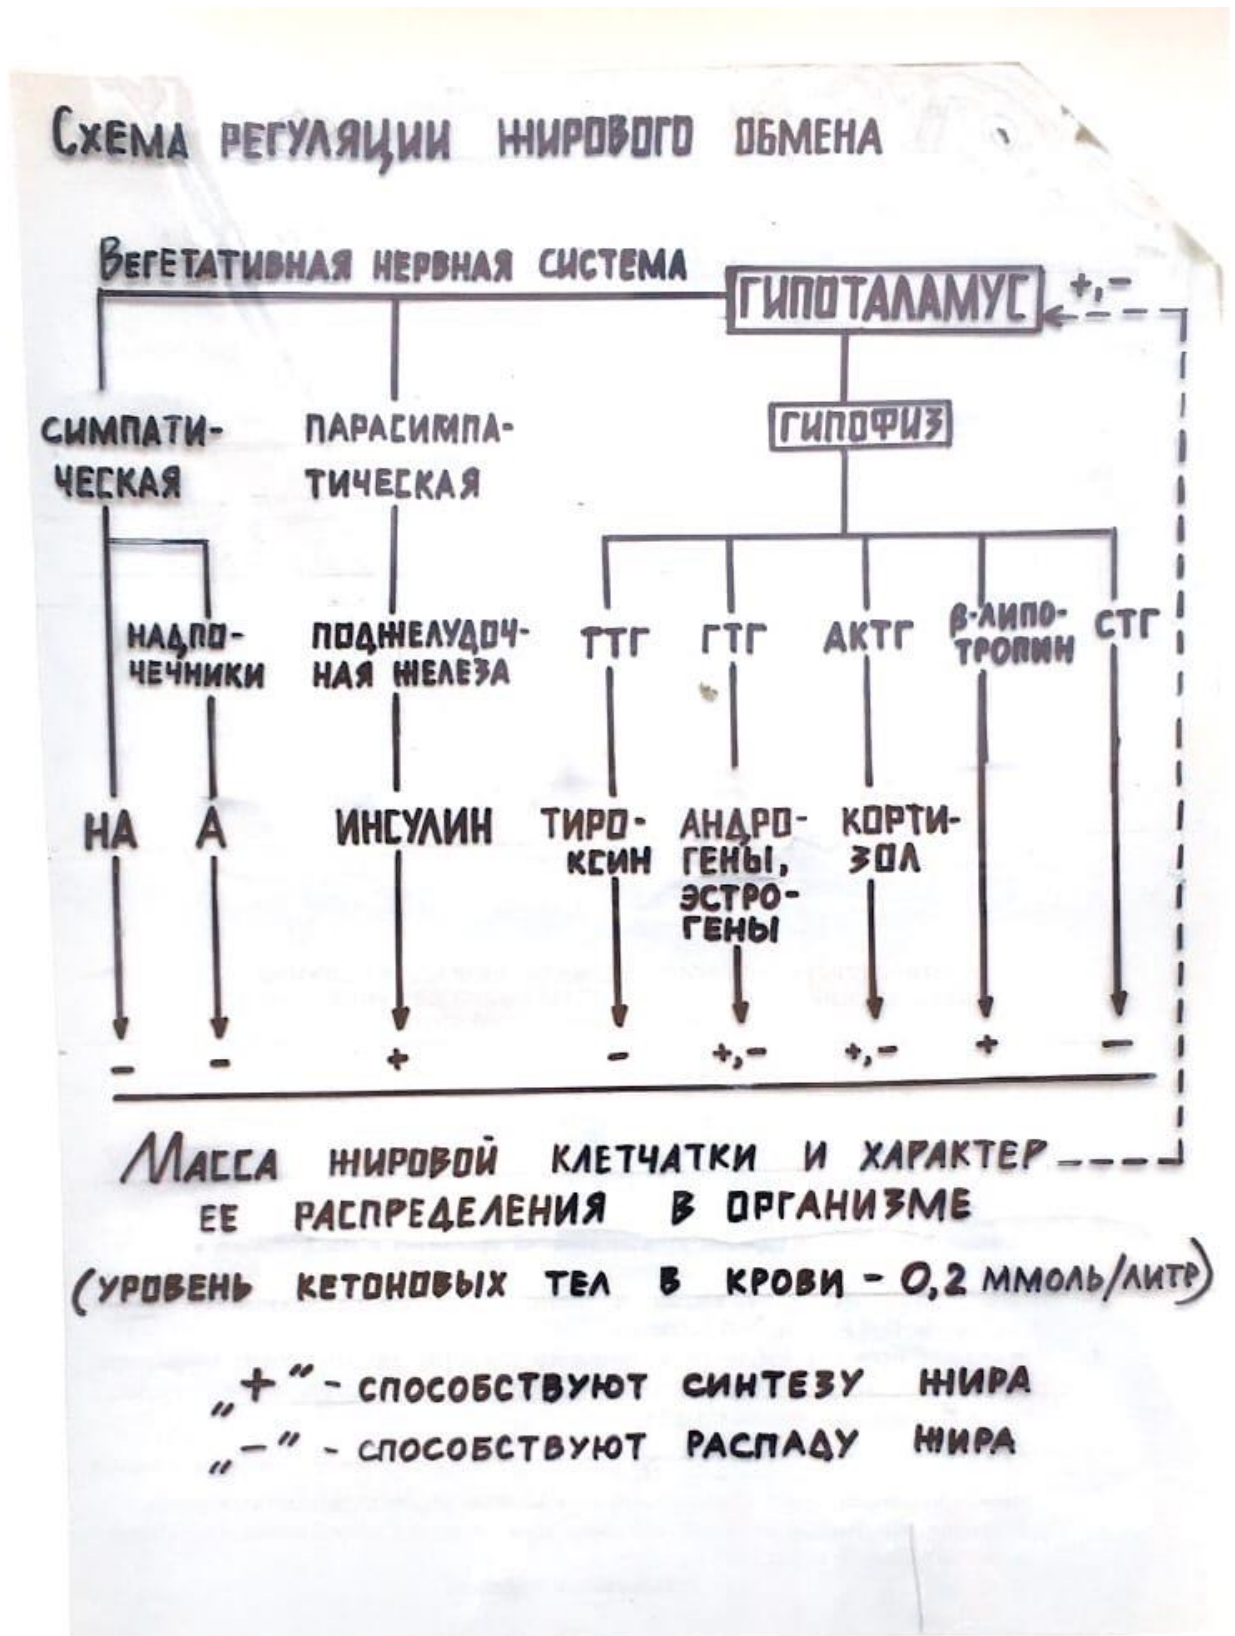 Схема регуляции жирового обмена
Вегетативная нервная система
Гипоталамус
+,-
Гипофиз
симпати-
ческая
парасимпа-
тическая
надпо-
чечники
поджелудоч-
ная железа
ТТГ
ГТГ
АКТГ
β-липо-
тропин
СТГ
НА
А
инсулин
тиро-
ксин
андро-
гены,
эстро-
гены
корти-
зол
-
-
+
-
+,-
+,-
+
-
Масса жировой клетчатки и характер
ее распределения в организме
(уровень кетоновых тел в крови - 0,2 ммоль/литр)
„+" - способствуют синтезу жира
„-" - способствуют распаду жира